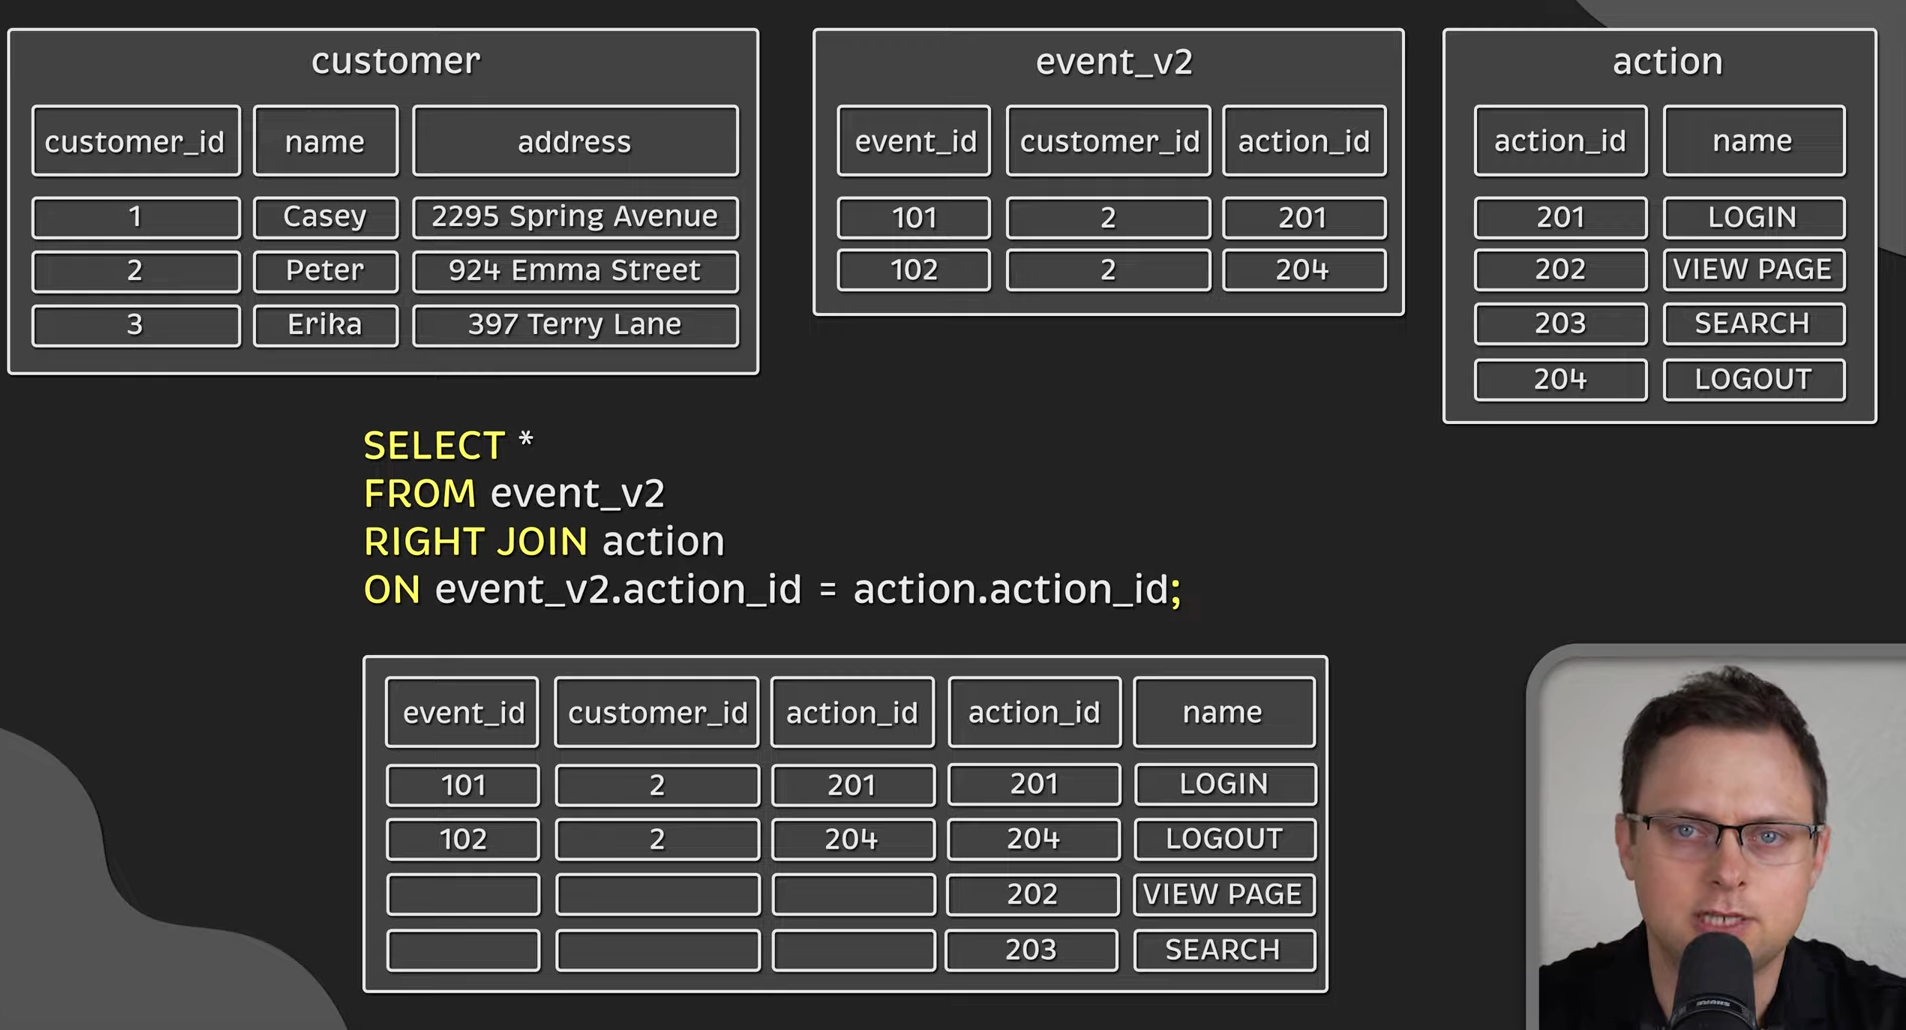 customer
customer_id name address
1 Casey 2295 Spring Avenue
2 Peter 924 Emma Street
3 Erika 397 Terry Lane
event_v2
event_id customer_id action_id
101 2 201
102 2 204
action
action_id name
201 LOGIN
202 VIEW PAGE
203 SEARCH
204 LOGOUT
SELECT *
FROM event_v2
RIGHT JOIN action
ON event_v2.action_id = action.action_id;
event_id customer_id action_id action_id name
101 2 201 201 LOGIN
102 2 204 204 LOGOUT
202 VIEW PAGE
203 SEARCH
SHURE